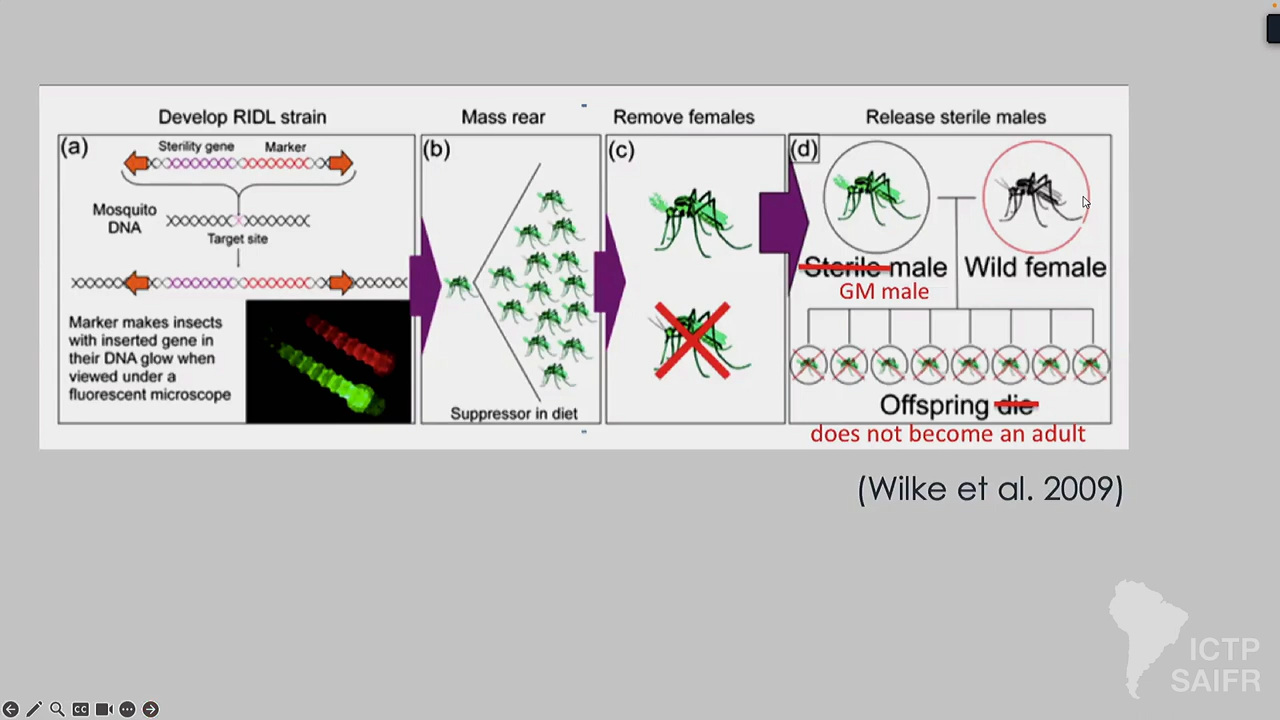 Develop RIDL strain
Mass rear
Remove females
Release sterile males
(a)
Sterility gene
Marker
Mosquito
DNA
Target site
Marker makes insects
with inserted gene in
their DNA glow when
viewed under a
fluorescent microscope
(b)
Suppressor in diet
(c)
(d)
Sterile male
GM male
Wild female
Offspring die
does not become an adult
(Wilke et al. 2009)
ICTP
SAIFR
CC